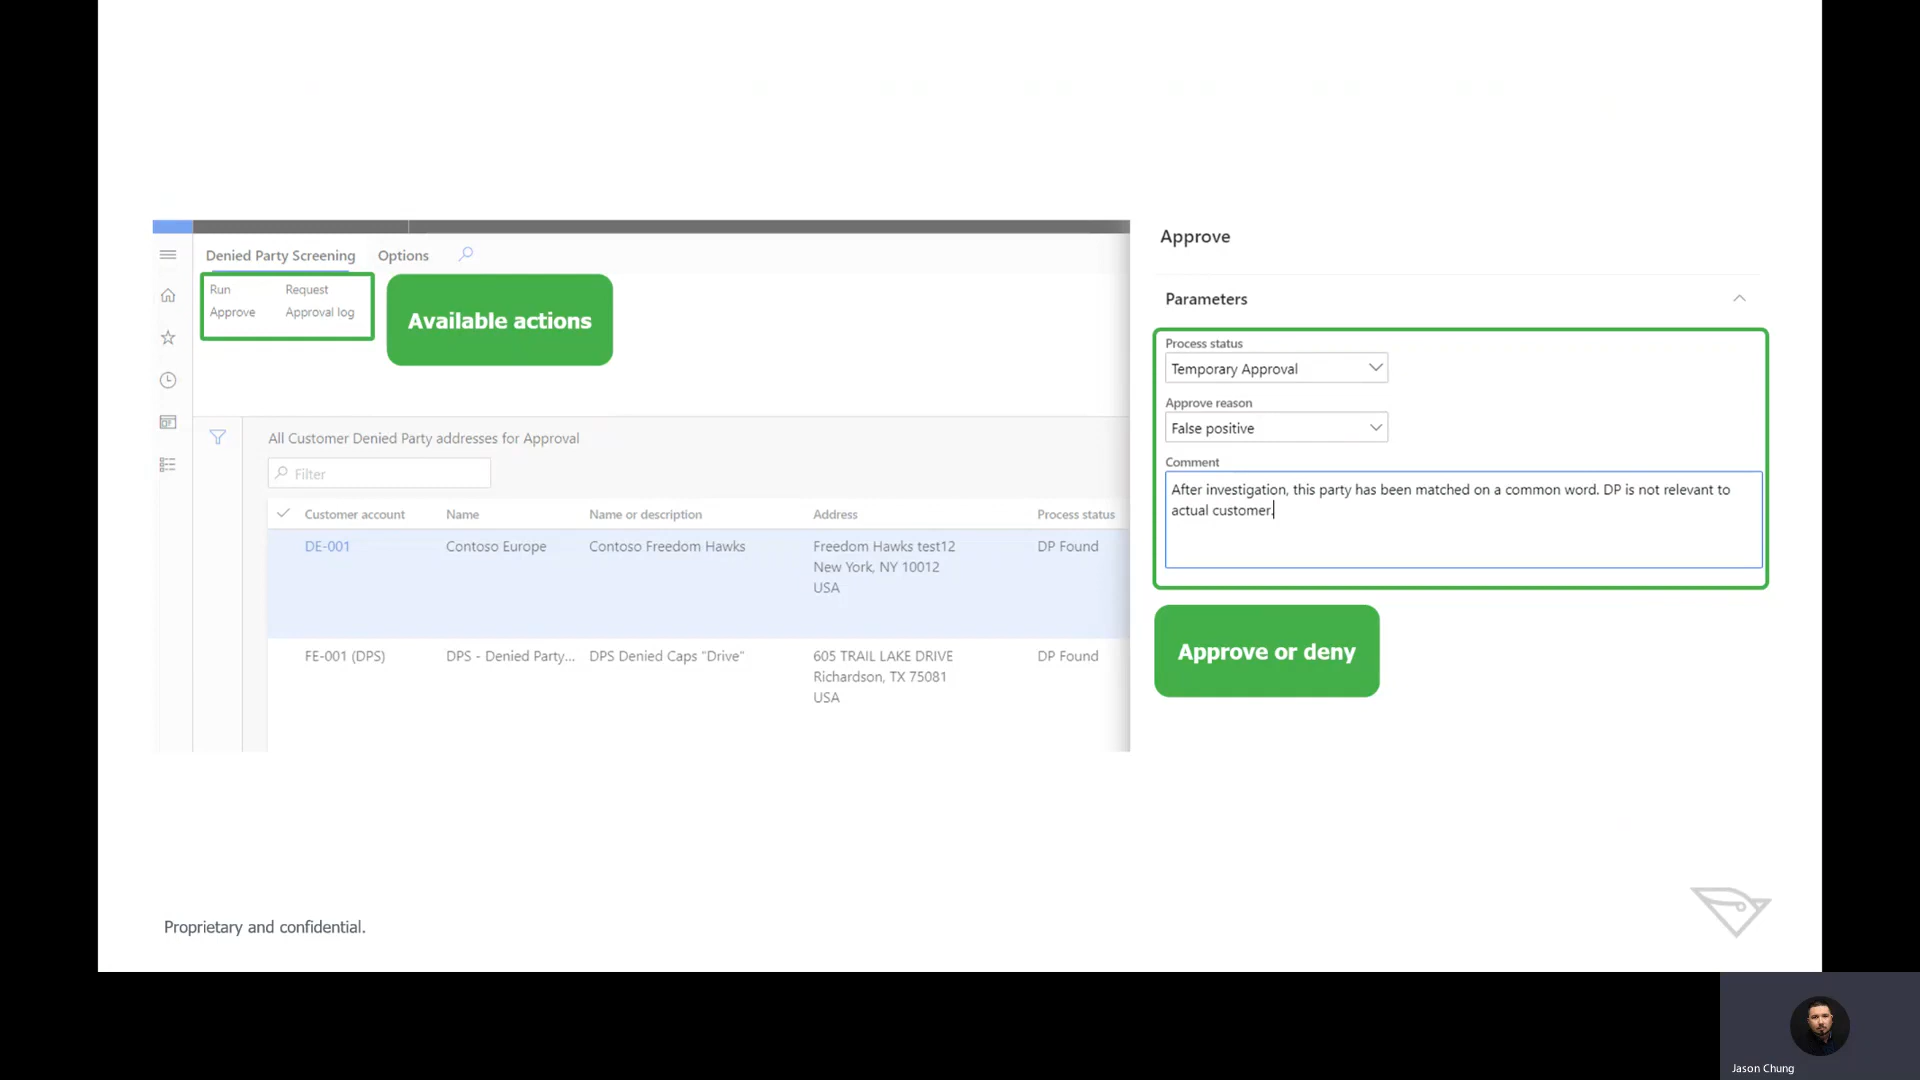 Denied Party Screening Options
Run Request
Approve Approval log
Available actions
All Customer Denied Party addresses for Approval
Filter
Customer account Name Name or description Address Process status
DE-001 Contoso Europe Contoso Freedom Hawks Freedom Hawks test12 DP Found
New York, NY 10012
USA
FE-001 (DPS) DPS - Denied Party... DPS Denied Caps "Drive" 605 TRAIL LAKE DRIVE DP Found
Richardson, TX 75081
USA
Approve
Parameters
Process status
Temporary Approval
Approve reason
False positive
Comment
After investigation, this party has been matched on a common word. DP is not relevant to
actual customer.
Approve or deny
Proprietary and confidential.
Jason Chung